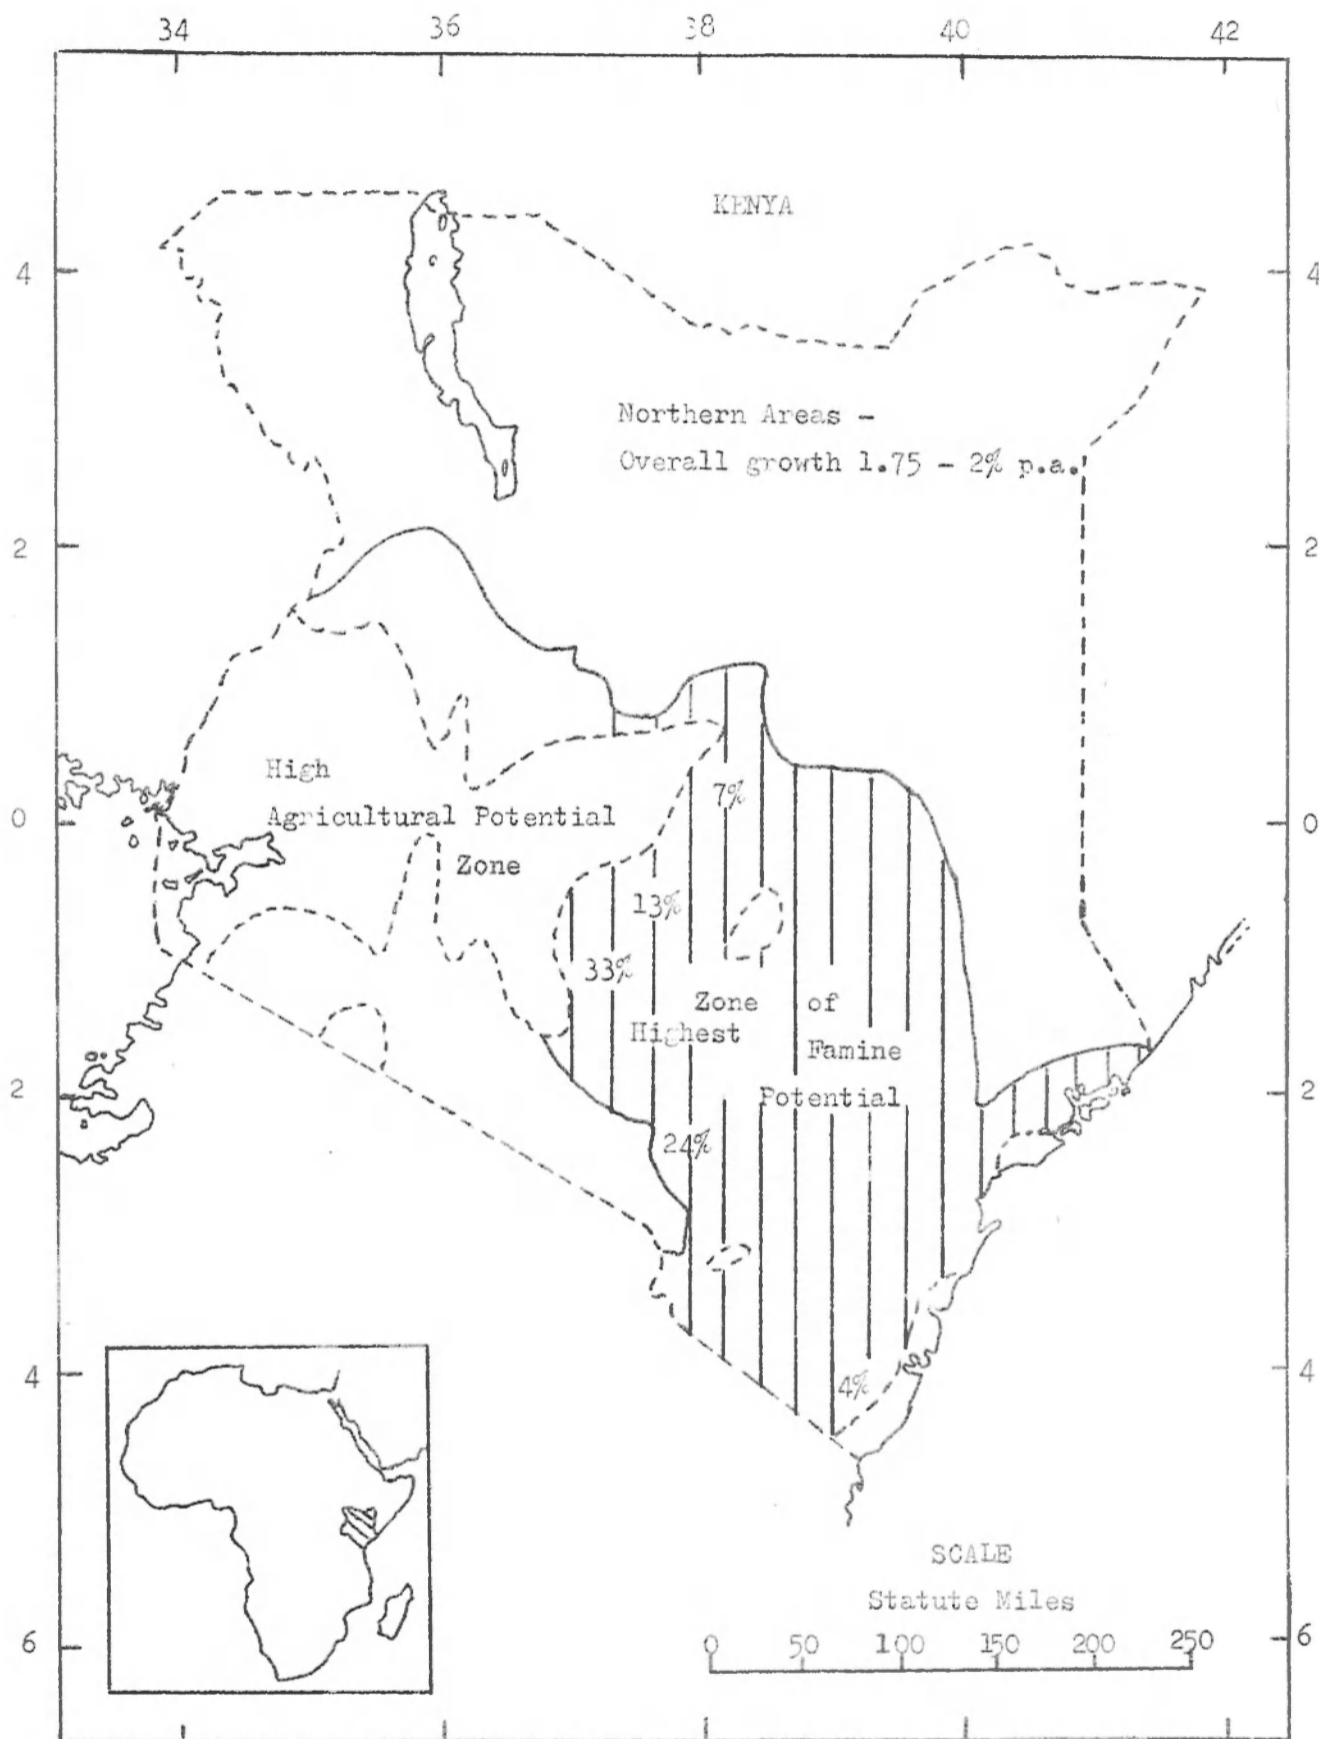 34 36 38 40 42
KENYA
4 4
Northern Areas -
Overall growth 1.75 - 2% p.a.
2 2
High
7%
0 0
Agricultural Potential
Zone
13%
33%
Zone of
Highest
Famine
2 2
Potential
24%
4 4
4%
SCALE
Statute Miles
6 6
0 50 100 150 200 250